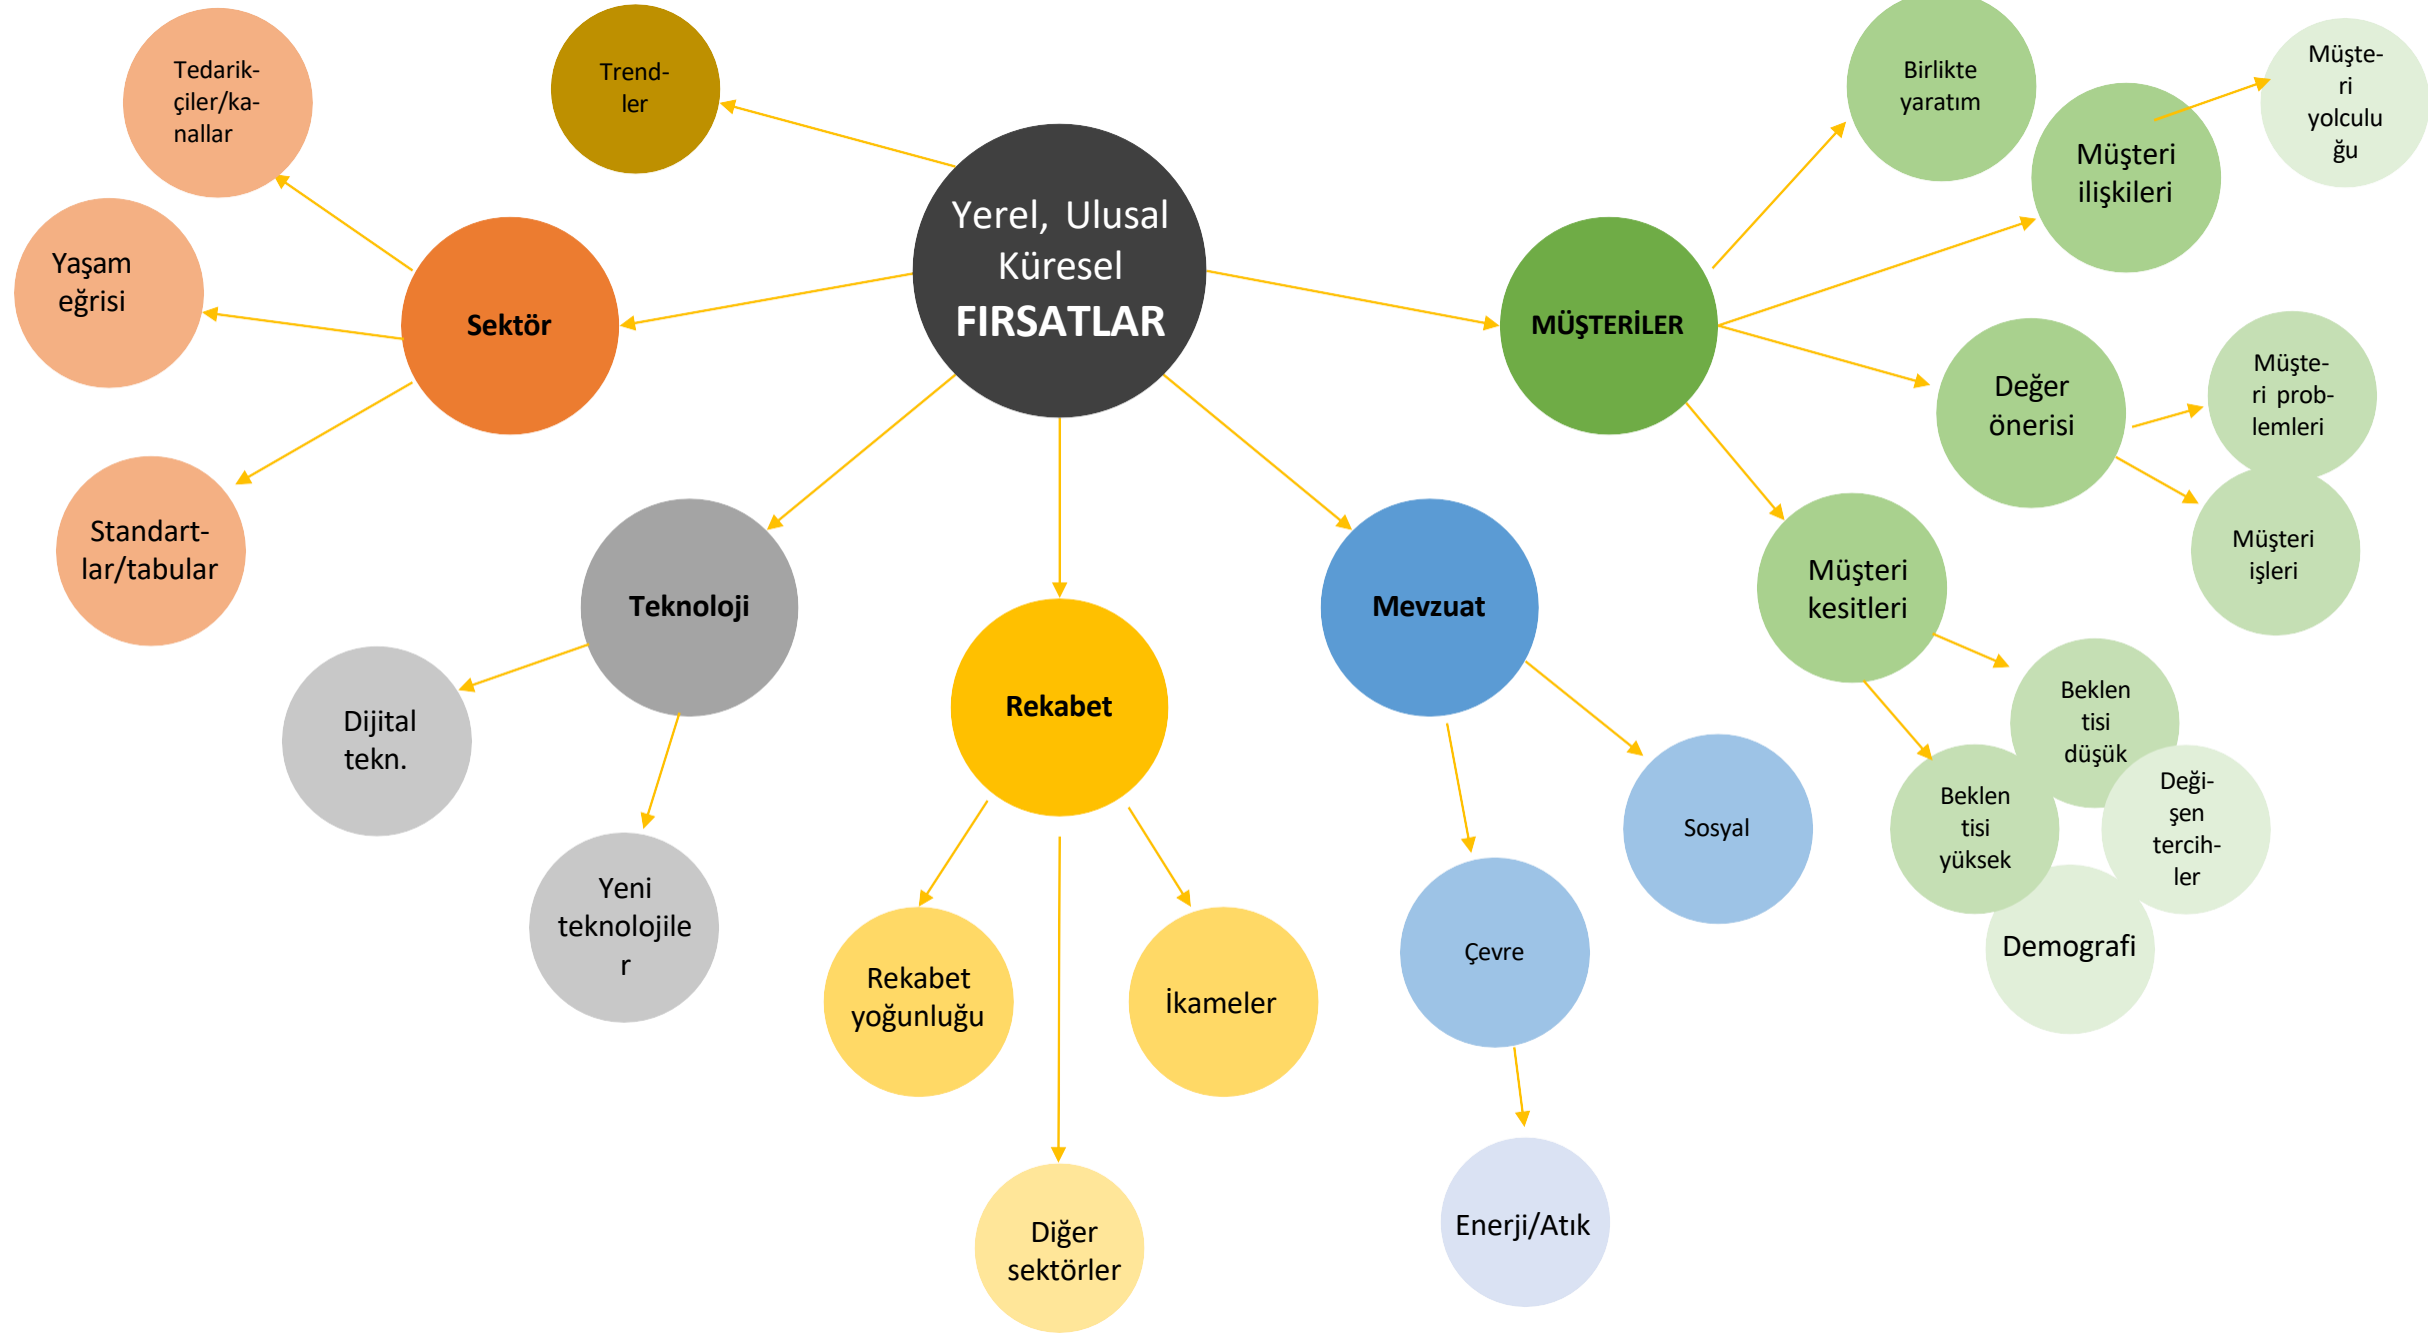 Tedarik-
çiler/ka-
nallar
Trend-
ler
Birlikte
yaratım
Müşte-
ri
yolculu
ğu
Müşteri
ilişkileri
Yerel, Ulusal
Küresel
FIRSATLAR
Yaşam
eğrisi
Sektör
MÜŞTERİLER
Değer
önerisi
Müşte-
ri prob-
lemleri
Standart-
lar/tabular
Müşteri
işleri
Teknoloji
Mevzuat
Müşteri
kesitleri
Rekabet
Dijital
tekn.
Beklen
tisi
düşük
Sosyal
Beklen
tisi
yüksek
Deği-
şen
tercih-
ler
Yeni
teknolojile
r
Çevre
Demografi
Rekabet
yoğunluğu
İkameler
Diğer
sektörler
Enerji/Atık